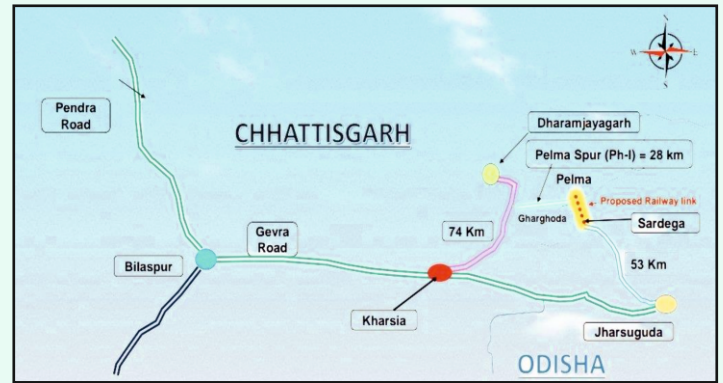 N
W
E
S
Pendra
Road
CHHATTISGARH
Dharamjayagarh
Pelma Spur (Ph-I) = 28 km
Pelma
Proposed Railway link
Gharghoda
Sardega
74 Km
Gevra
Road
53 Km
Bilaspur
Kharsia
Jharsuguda
ODISHA